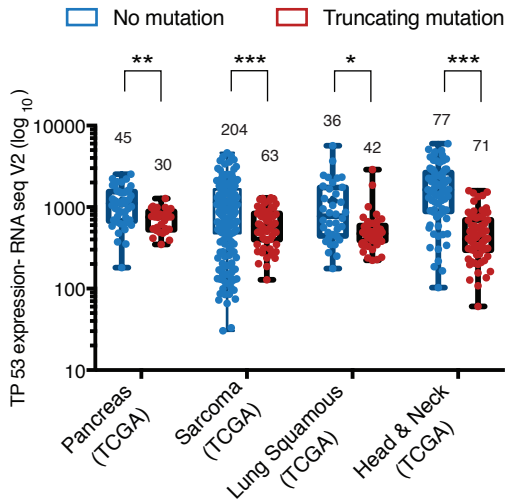 No mutation Truncating mutation
** *** * ***
45 30 204 63 36 42 77 71
TP 53 expression- RNA seq V2 (log 10)
10000
1000
100
10
Pancreas
(TCGA)
Sarcoma
(TCGA)
Lung Squamous
(TCGA)
Head & Neck
(TCGA)